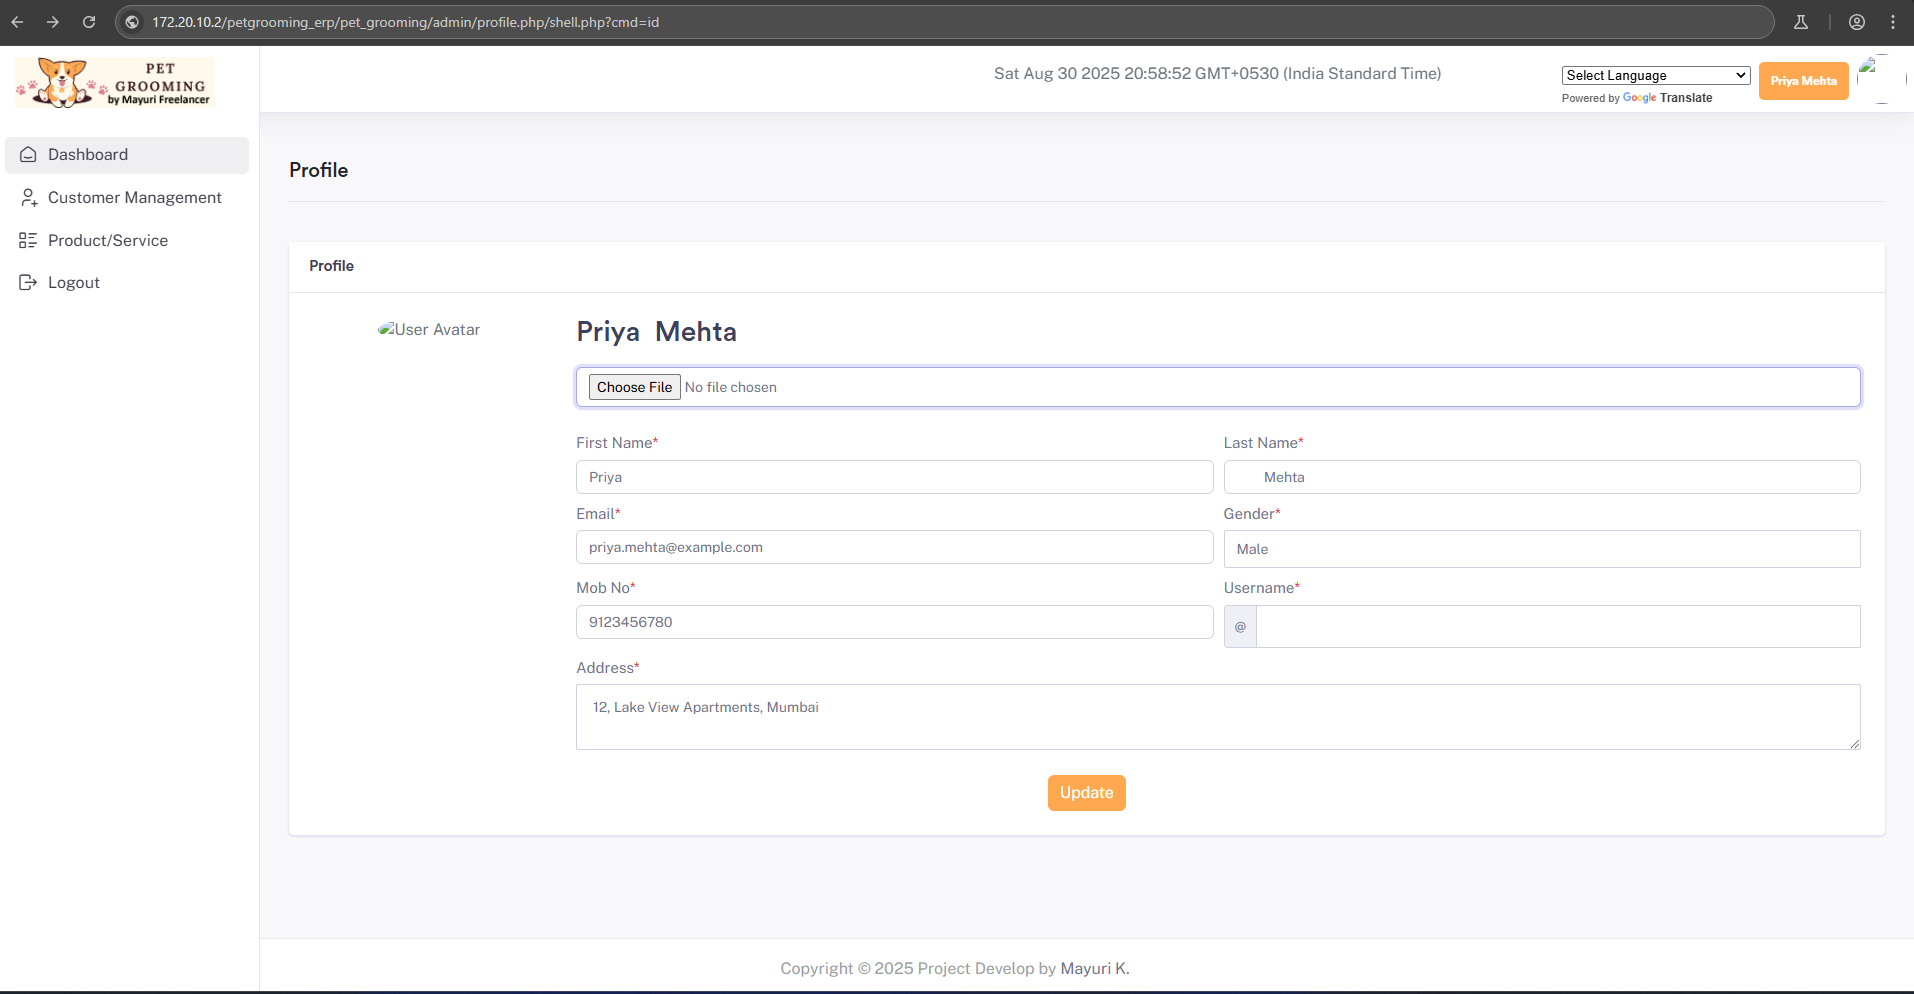 172.20.10.2/petgrooming_erp/pet_grooming/admin/profile.php/shell.php?cmd=id
PET
GROOMING
by Mayuri Freelancer
Sat Aug 30 2025 20:58:52 GMT+0530 (India Standard Time)
Select Language
Powered by Google Translate
Priya Mehta
Dashboard
Customer Management
Product/Service
Logout
Profile
Profile
User Avatar
Priya Mehta
Choose File No file chosen
First Name* Last Name*
Priya Mehta
Email* Gender*
priya.mehta@example.com Male
Mob No* Username*
9123456780 @
Address*
12, Lake View Apartments, Mumbai
Update
Copyright © 2025 Project Develop by Mayuri K.